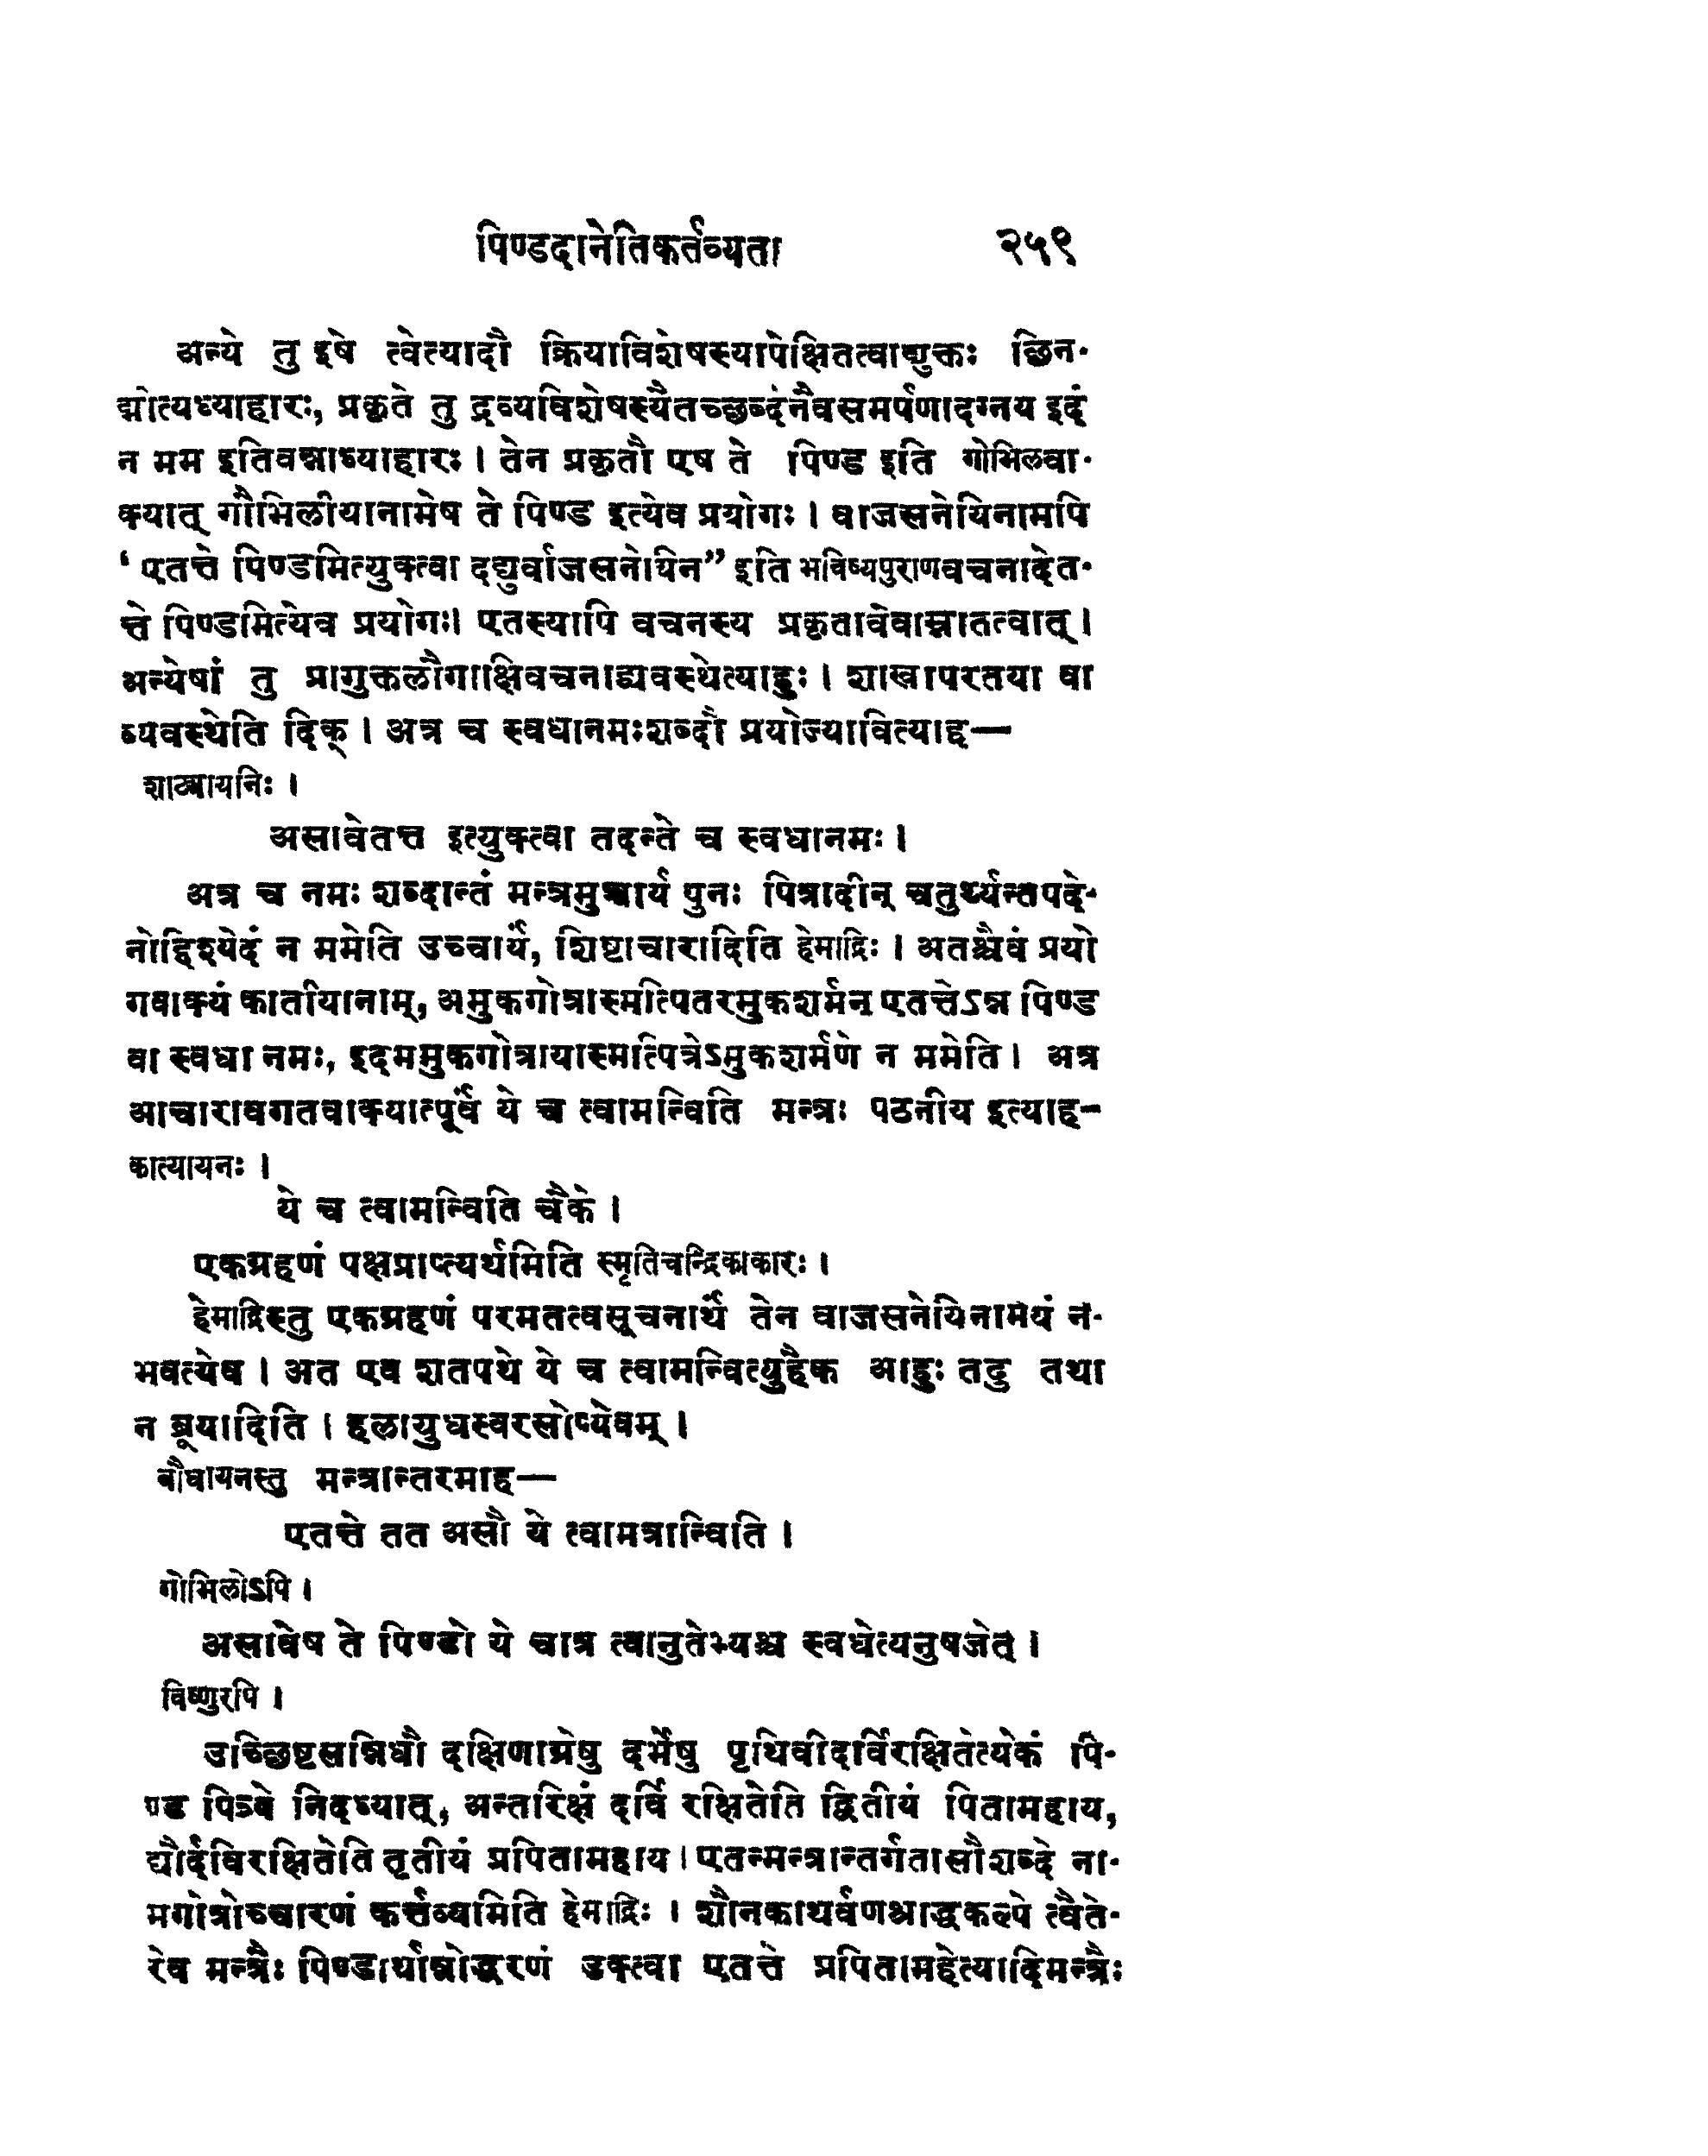 पिण्डदानेतिकर्तव्यता २५९
अन्ये तु इषे त्वेत्यादौ क्रियाविशेषस्यापेक्षितत्वाद्युक्तः छिन-
द्मीत्यध्याहारः, प्रकृते तु द्रव्यविशेषस्यैतच्छब्देनैवसमर्पणादग्नय इदं
न मम इतिवन्नाध्याहारः । तेन प्रकृतौ एष ते पिण्ड इति गोभिलवा-
क्यात् गौभिलीयानामेष ते पिण्ड इत्येव प्रयोगः । वाजसनेयिनामपि
‘एतत्ते पिण्डमित्युक्त्वा दद्युर्वाजसनेयिन” इति भविष्यपुराणवचनादेत-
त्ते पिण्डमित्येव प्रयोगः। एतस्यापि वचनस्य प्रकृतावेवाम्नातत्वात् ।
अन्येषां तु प्रागुक्तलौगाक्षिवचनाद्यवस्थेत्याहुः । शाखापरतया वा
व्यवस्थेति दिक् । अत्र च स्वधानमःशब्दौ प्रयोज्यावित्याह—
शाट्यायनिः ।
असावेतत्त इत्युक्त्वा तदन्ते च स्वधानमः ।
अत्र च नमः शब्दान्तं मन्त्रमुच्चार्य पुनः पित्रादीन् चतुर्थ्यन्तपदे-
नोद्दिश्येदं न ममेति उच्चार्य, शिष्टाचारादिति हेमाद्रिः । अतश्चैवं प्रयो
गवाक्यं कातीयानाम्, अमुकगोत्रास्मत्पितरमुकशर्मन् एतत्तेऽन्न पिण्ड
वा स्वधा नमः, इदममुकगोत्रायास्मत्पित्रेऽमुकशर्मणे न ममेति । अत्र
आचारावगतवाक्यात्पूर्वं ये च त्वामन्विति मन्त्रः पठनीय इत्याह-
कात्यायनः ।
ये च त्वामन्विति चैके ।
एकग्रहणं पक्षप्राप्त्यर्थमिति स्मृतिचन्द्रिकाकारः ।
हेमाद्रिस्तु एकग्रहणं परमतत्वसूचनार्थं तेन वाजसनेयिनामयं न-
भवत्येव । अत एव शतपथे ये च त्वामन्वित्युहैक आहुः तदु तथा
न ब्रूयादिति । हलायुधस्वरसोप्येवम् ।
बौधायनस्तु मन्त्रान्तरमाह—
एतत्ते तत असौ ये त्वामत्रान्विति ।
गोभिलोऽपि ।
असावेष ते पिण्डो ये चात्र त्वानुतेभ्यश्च स्वधेत्यनुषजेत् ।
विष्णुरपि ।
उच्छिष्टसन्निधौ दक्षिणाग्रेषु दर्भेषु पृथिवीदर्विरक्षितेत्येकं पि-
ण्ड पित्रे निदध्यात्, अन्तरिक्षं दर्वि रक्षितेति द्वितीयं पितामहाय,
द्यौर्दर्विरक्षितेति तृतीयं प्रपितामहाय । एतन्मन्त्रान्तर्गतासौशब्दे ना-
मगोत्रोच्चारणं कर्त्तव्यमिति हेमाद्रिः । शौनकाथर्वणश्राद्धकल्पे त्वैते-
रेव मन्त्रैः पिण्डार्थान्नोद्धरणं उक्त्वा एतत्ते प्रपितामहेत्यादिमन्त्रैः